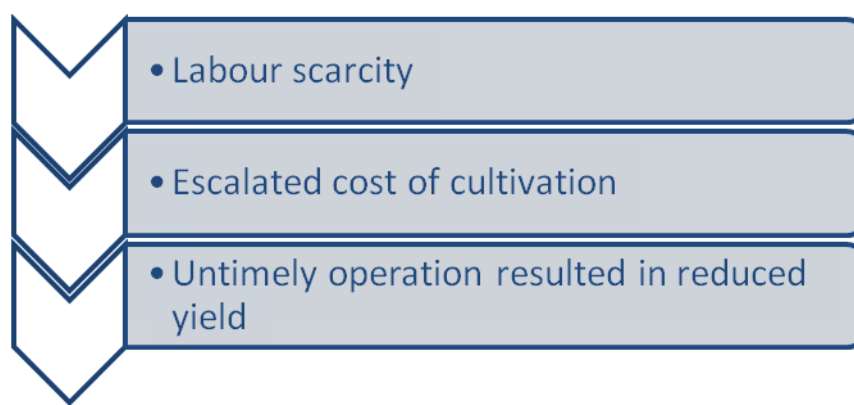 • Labour scarcity
• Escalated cost of cultivation
• Untimely operation resulted in reduced
yield